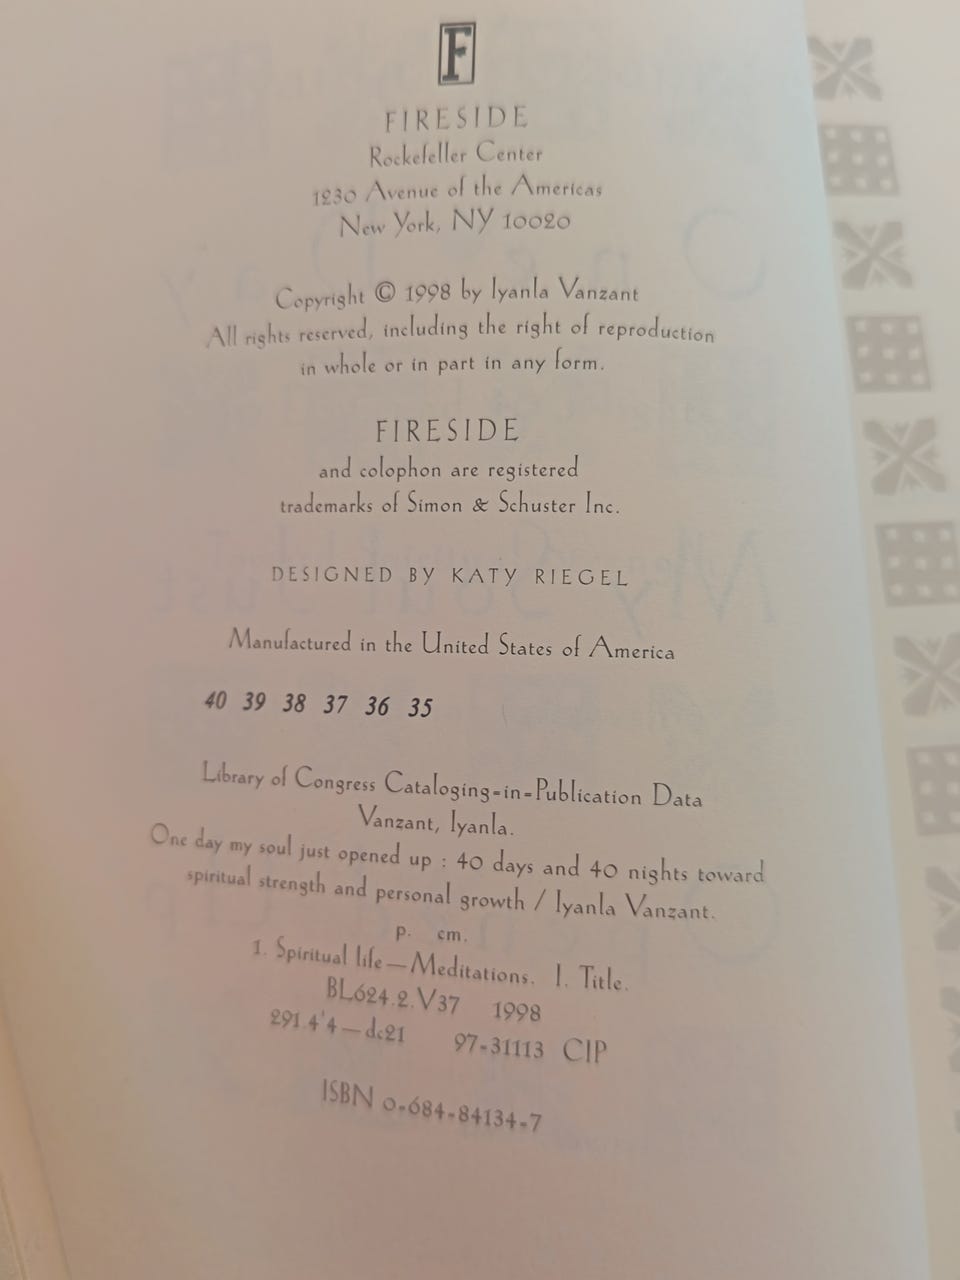 F
FIRESIDE
Rockefeller Center
1230 Avenue of the Americas
New York, NY 10020
Copyright © 1998 by Iyanla Vanzant
All rights reserved, including the right of reproduction
in whole or in part in any form.
FIRESIDE
and colophon are registered
trademarks of Simon & Schuster Inc.
DESIGNED BY KATY RIEGEL
Manufactured in the United States of America
40 39 38 37 36 35
Library of Congress Cataloging-in-Publication Data
Vanzant, Iyanla.
One day my soul just opened up : 40 days and 40 nights toward
spiritual strength and personal growth / Iyanla Vanzant.
p. cm.
1. Spiritual life—Meditations. I. Title.
BL624.2.V37 1998
291.4'4—dc21 97-31113 CIP
ISBN 0-684-84134-7